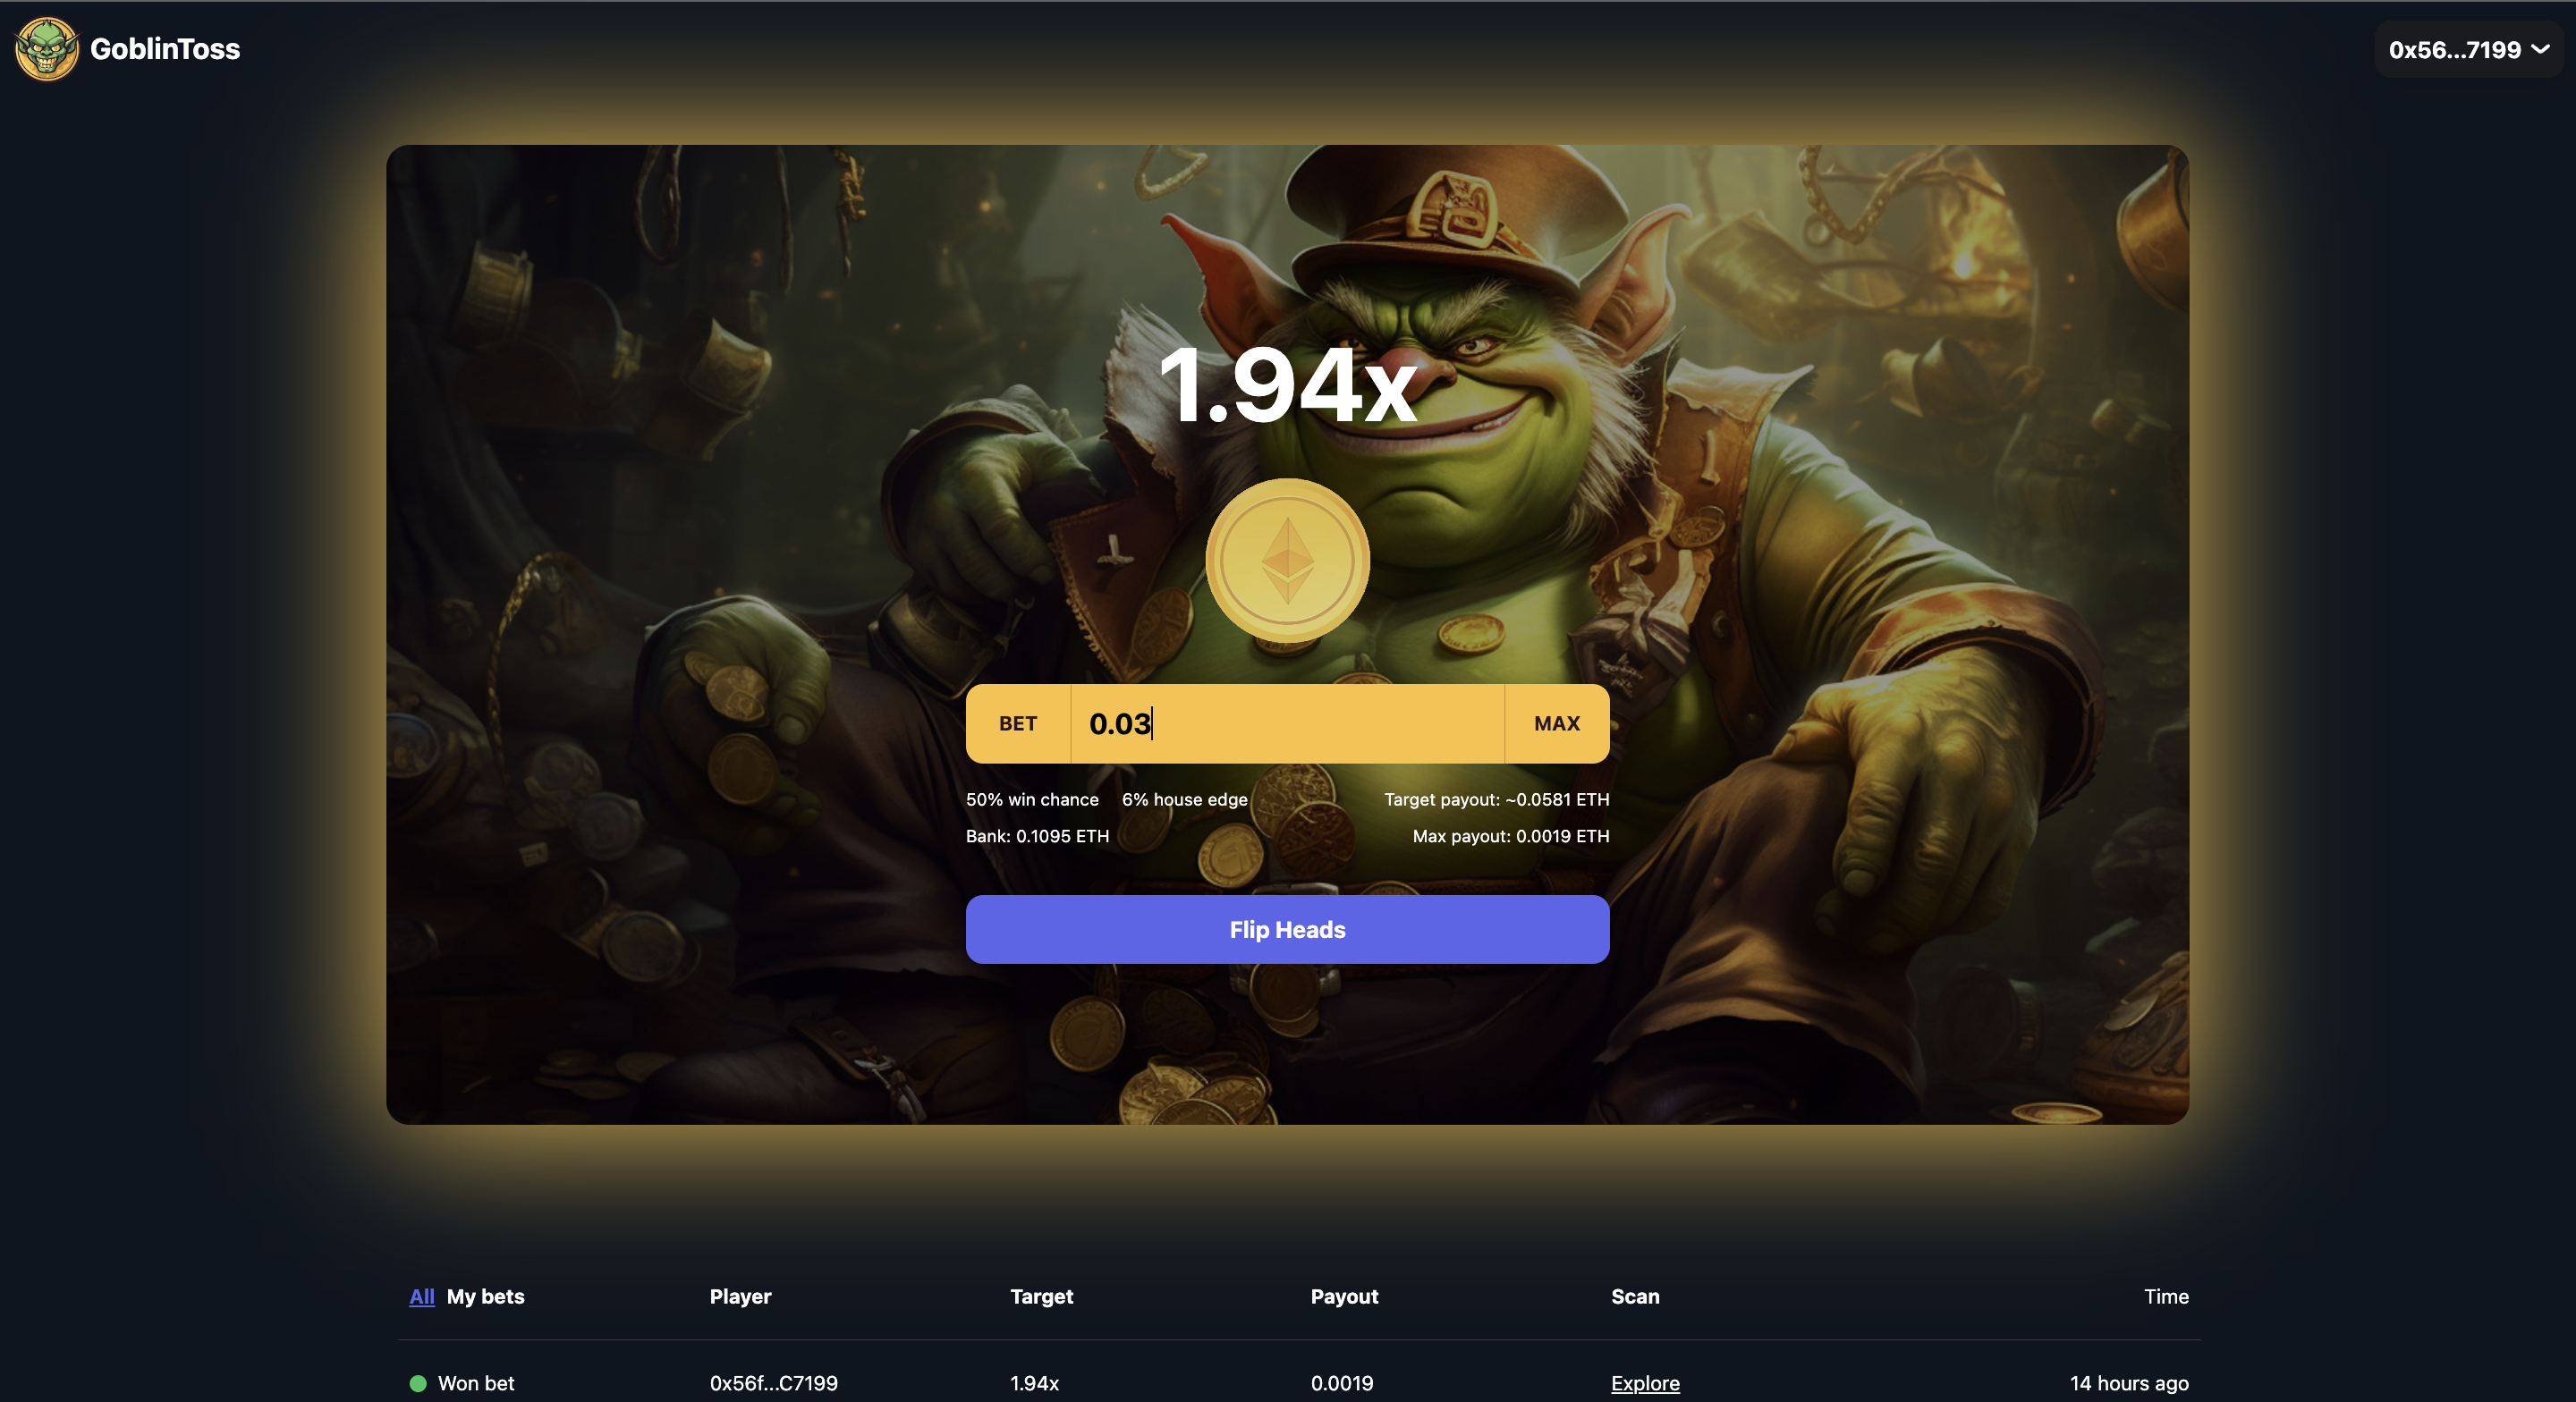 GoblinToss
0x56...7199
1.94x
BET 0.03 MAX
50% win chance 6% house edge Target payout: ~0.0581 ETH
Bank: 0.1095 ETH Max payout: 0.0019 ETH
Flip Heads
All My bets Player Target Payout Scan Time
Won bet 0x56f...C7199 1.94x 0.0019 Explore 14 hours ago